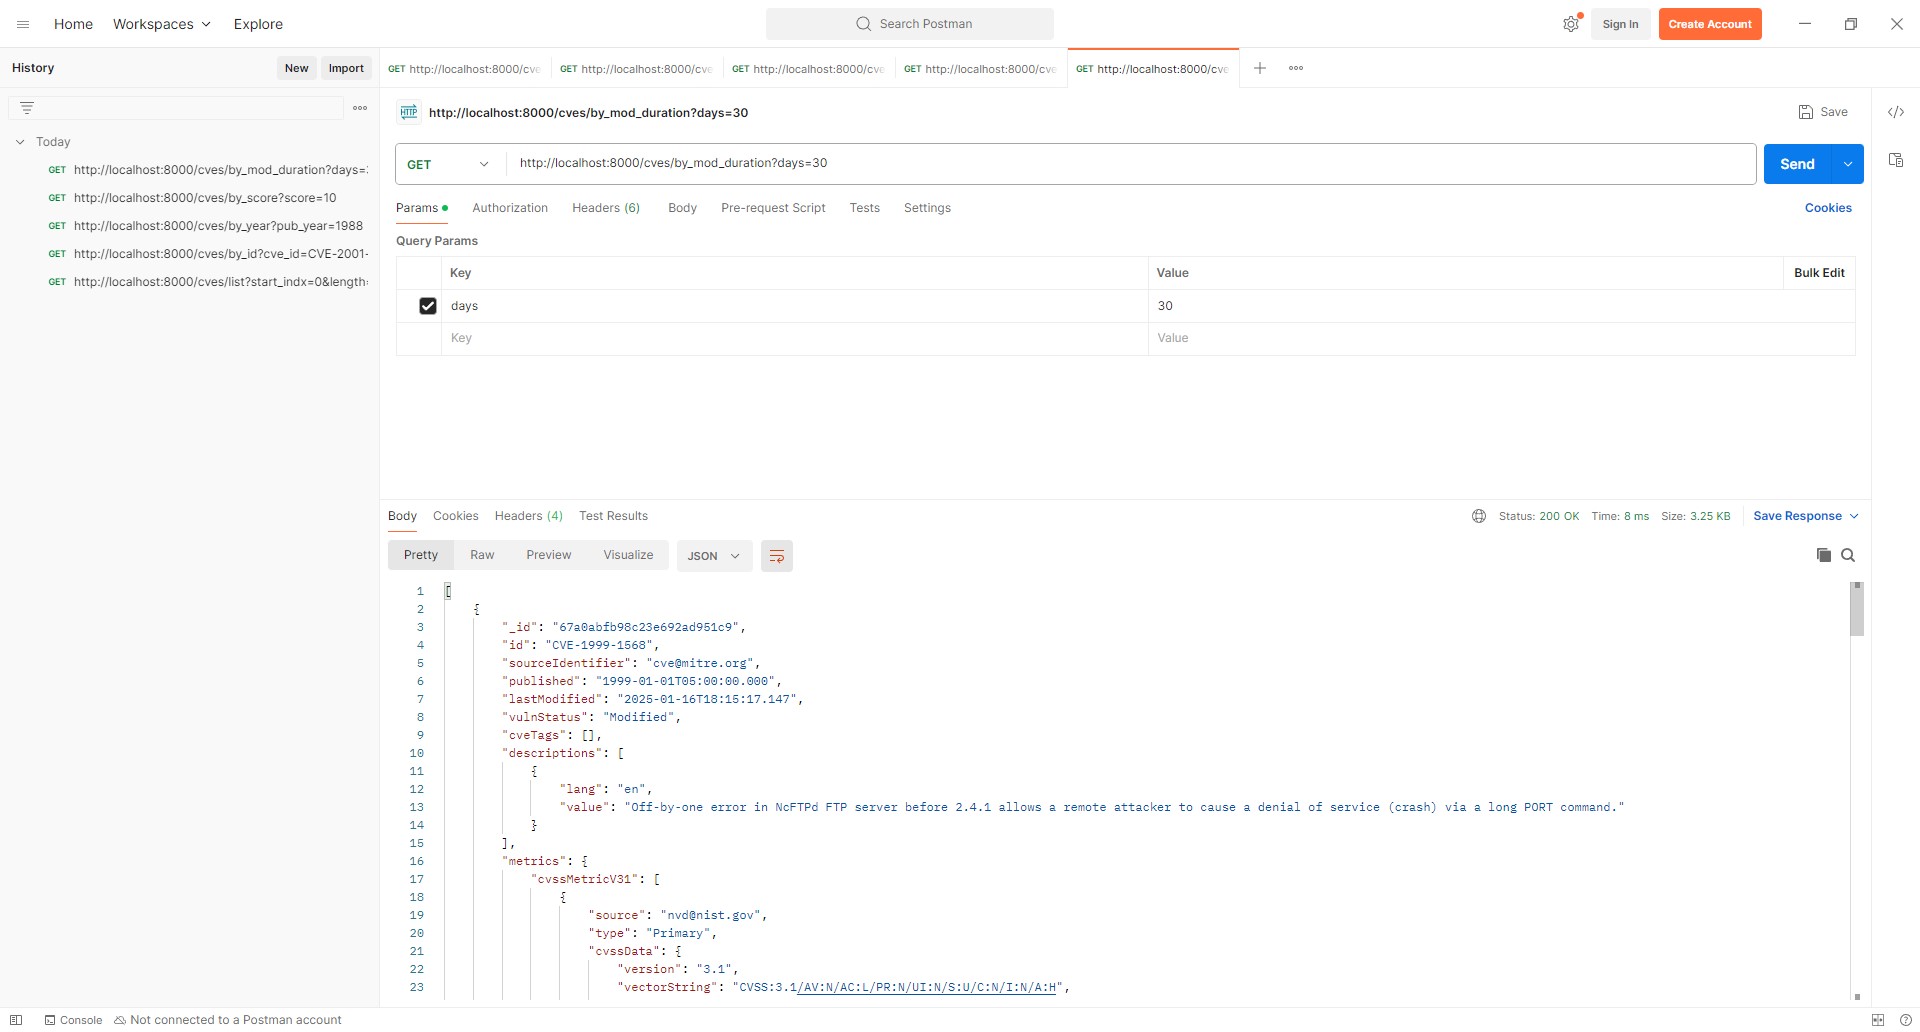 Home Workspaces Explore
Search Postman
Sign In Create Account
History New Import
Today
GET http://localhost:8000/cves/by_mod_duration?days=
GET http://localhost:8000/cves/by_score?score=10
GET http://localhost:8000/cves/by_year?pub_year=1988
GET http://localhost:8000/cves/by_id?cve_id=CVE-2001-
GET http://localhost:8000/cves/list?start_indx=0&length
GET http://localhost:8000/cve
GET http://localhost:8000/cve
GET http://localhost:8000/cve
GET http://localhost:8000/cve
GET http://localhost:8000/cve
HTTP http://localhost:8000/cves/by_mod_duration?days=30
Save
GET http://localhost:8000/cves/by_mod_duration?days=30 Send
Params Authorization Headers (6) Body Pre-request Script Tests Settings Cookies
Query Params
Key Value Bulk Edit
days 30
Key Value
Body Cookies Headers (4) Test Results Status: 200 OK Time: 8 ms Size: 3.25 KB Save Response
Pretty Raw Preview Visualize JSON
1 [
2 {
3 "_id": "67a0abfb98c23e692ad951c9",
4 "id": "CVE-1999-1568",
5 "sourceIdentifier": "cve@mitre.org",
6 "published": "1999-01-01T05:00:00.000",
7 "lastModified": "2025-01-16T18:15:17.147",
8 "vulnStatus": "Modified",
9 "cveTags": [],
10 "descriptions": [
11 {
12 "lang": "en",
13 "value": "Off-by-one error in NcFTPd FTP server before 2.4.1 allows a remote attacker to cause a denial of service (crash) via a long PORT command."
14 }
15 ],
16 "metrics": {
17 "cvssMetricV31": [
18 {
19 "source": "nvd@nist.gov",
20 "type": "Primary",
21 "cvssData": {
22 "version": "3.1",
23 "vectorString": "CVSS:3.1/AV:N/AC:L/PR:N/UI:N/S:U/C:N/I:N/A:H",
Console Not connected to a Postman account